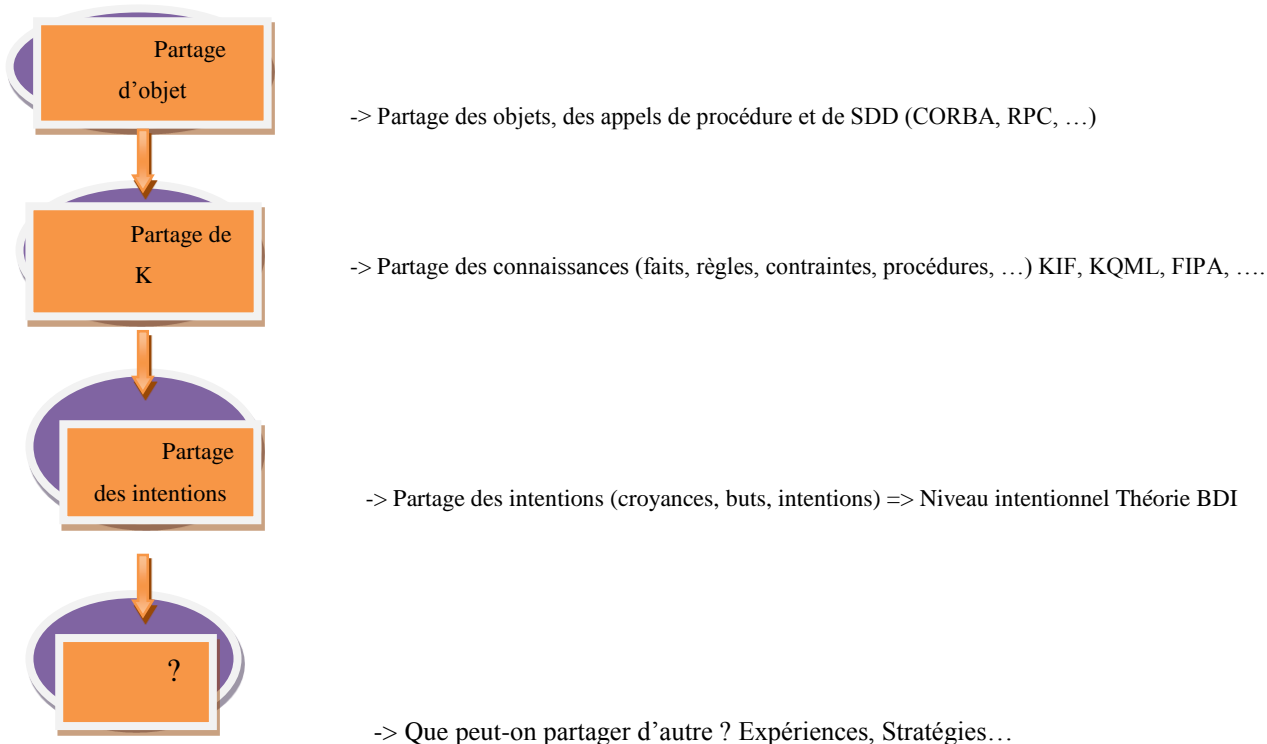 Partage
d’objet
-> Partage des objets, des appels de procédure et de SDD (CORBA, RPC, …)
Partage de
K
-> Partage des connaissances (faits, règles, contraintes, procédures, …) KIF, KQML, FIPA, ….
Partage
des intentions
-> Partage des intentions (croyances, buts, intentions) => Niveau intentionnel Théorie BDI
?
-> Que peut-on partager d’autre ? Expériences, Stratégies…